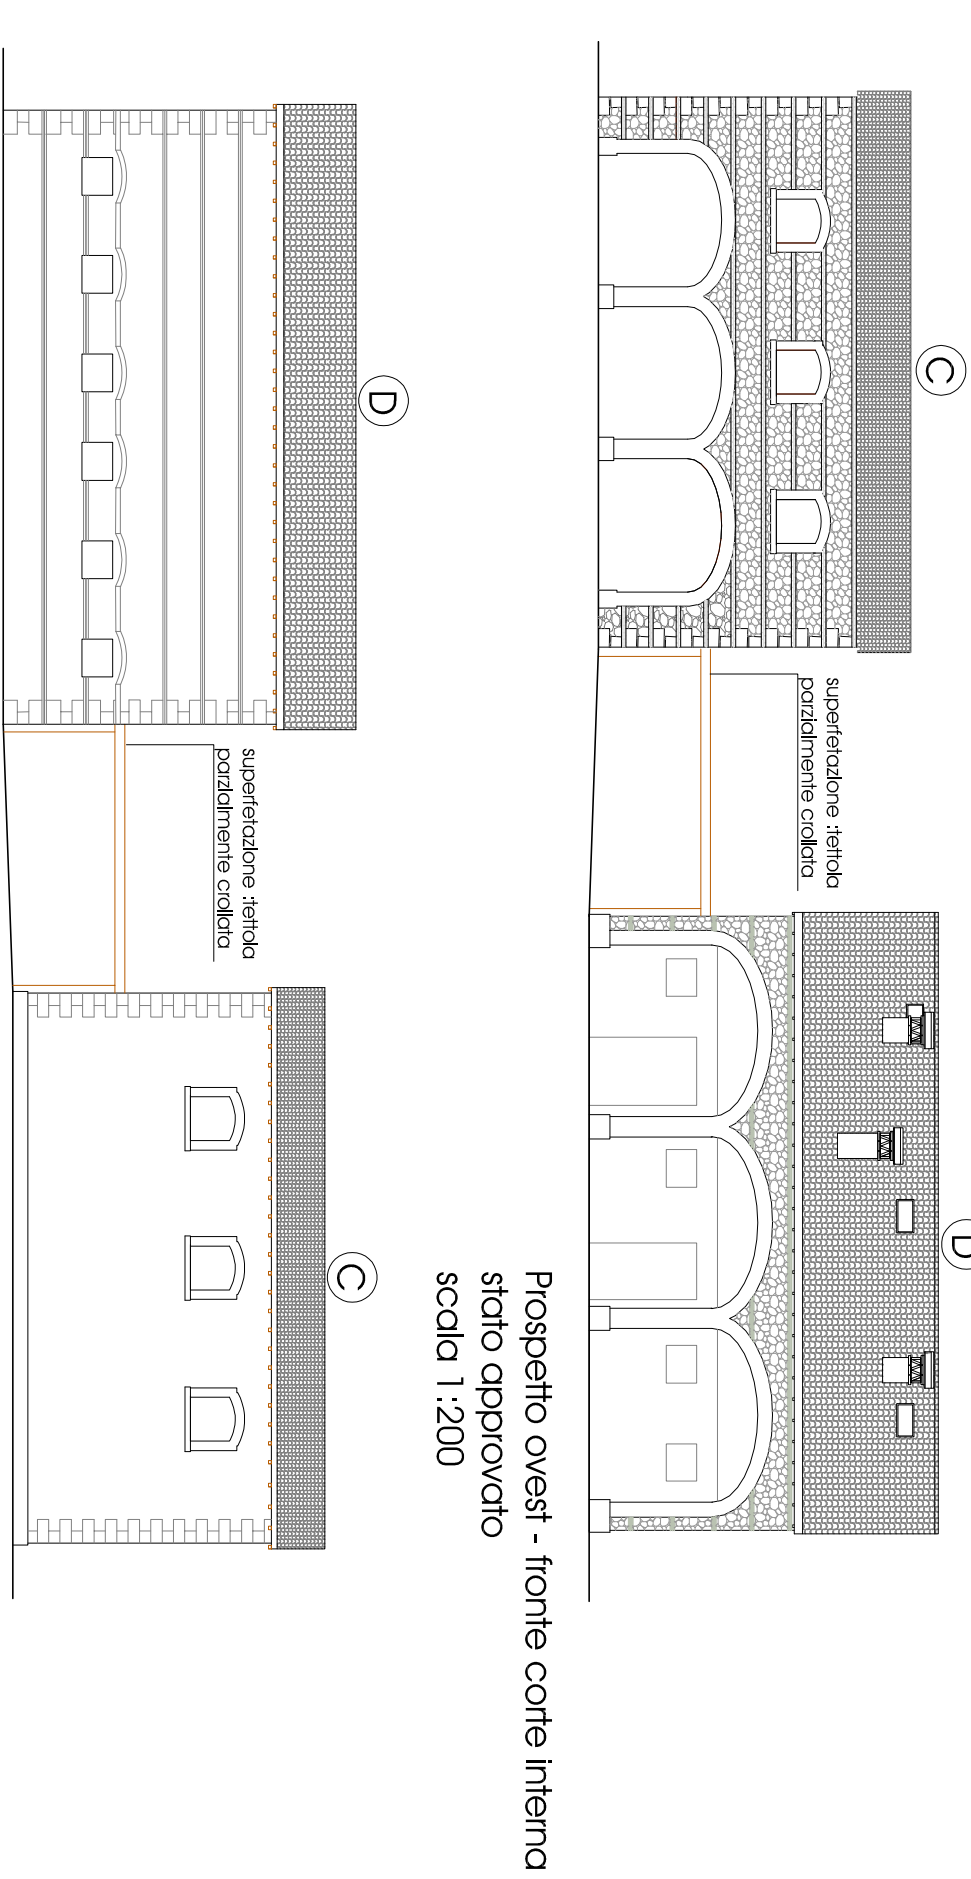 C
D
superfetazione :tettoia
parzialmente crollata
Prospetto ovest - fronte corte interna
stato approvato
scala 1:200
D
C
superfetazione :tettoia
parzialmente crollata